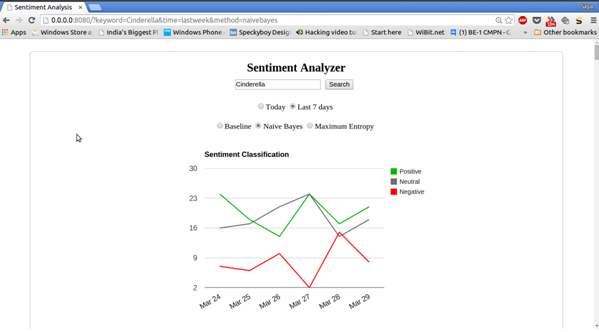 Sentiment Analysis ×
0.0.0.0:8080/?keyword=Cinderella&time=lastweek&method=naivebayes
Apps Windows Store a India's Biggest Pl Windows Phone Speckyboy Desig Hacking video tu Start here WiBit.net (1) BE-1 CMPN - G » Other bookmarks
Sentiment Analyzer
Cinderella Search
Today Last 7 days
Baseline Naive Bayes Maximum Entropy
Sentiment Classification
30
23
16
9
2
Positive
Neutral
Negative
Mar 24 Mar 25 Mar 26 Mar 27 Mar 28 Mar 29